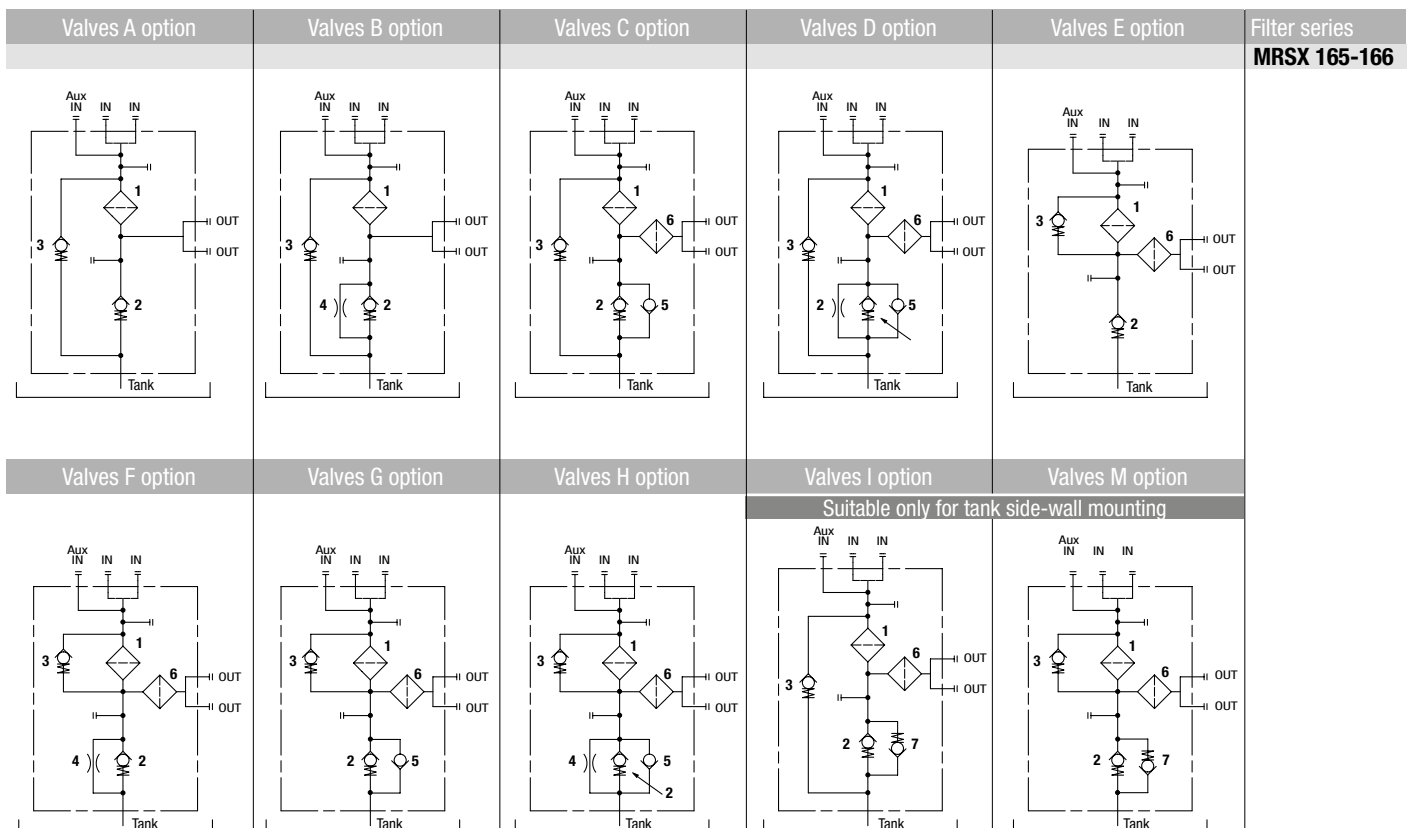 Valves A option
Valves B option
Valves C option
Valves D option
Valves E option
Filter series
MRSX 165-166
Aux
IN IN IN
1
3
OUT
OUT
2
Tank
Aux
IN IN IN
1
3
OUT
OUT
4
2
Tank
Aux
IN IN IN
1
6
3
OUT
OUT
2
5
Tank
Aux
IN IN IN
1
6
3
OUT
OUT
2
5
Tank
Aux
IN IN IN
1
3
6
OUT
OUT
2
Tank
Valves F option
Valves G option
Valves H option
Valves I option
Valves M option
Suitable only for tank side-wall mounting
Aux
IN IN IN
1
3
6
OUT
OUT
4
2
Tank
Aux
IN IN IN
1
3
6
OUT
OUT
2
5
Tank
Aux
IN IN IN
1
3
6
OUT
OUT
4
5
2
Tank
Aux
IN IN IN
1
6
3
OUT
OUT
2
7
Tank
Aux
IN IN IN
1
3
6
OUT
OUT
2
7
Tank